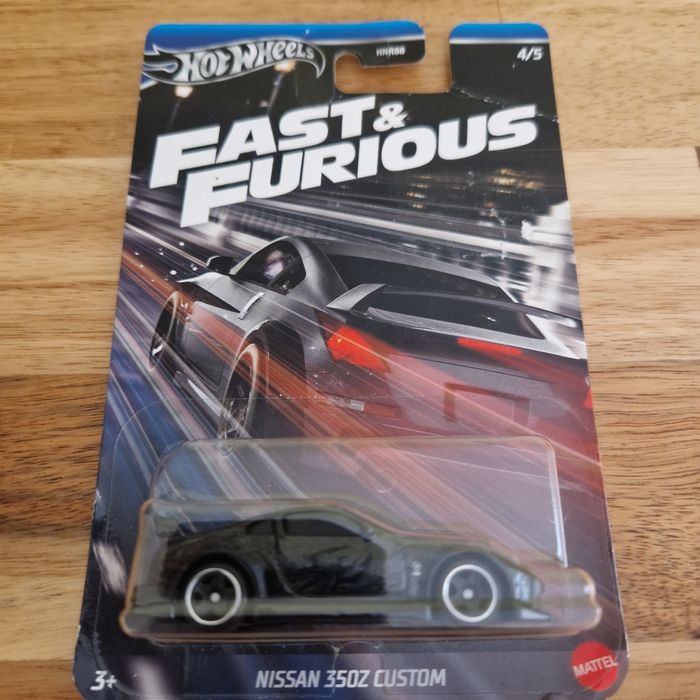 HOT WHEELS
HNR88
4/5
FAST &
FURIOUS
3+
NISSAN 350Z CUSTOM
MATTEL